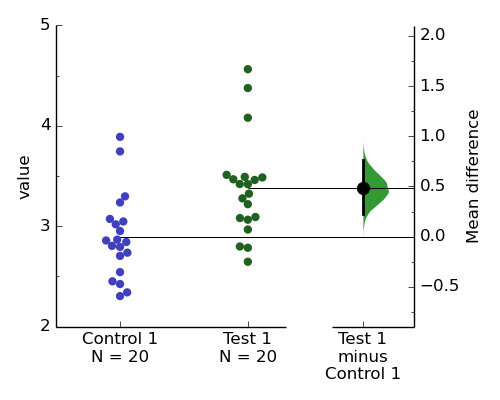 5
4
3
2
value
Control 1
N = 20
Test 1
N = 20
Test 1
minus
Control 1
2.0
1.5
1.0
0.5
0.0
−0.5
Mean difference